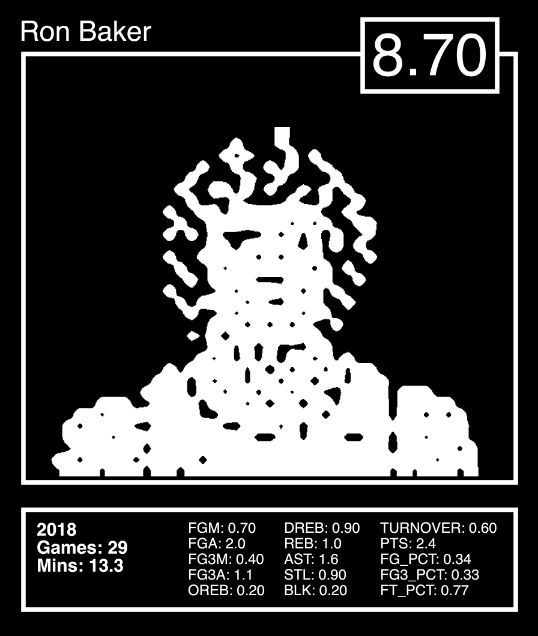 Ron Baker
8.70
2018
Games: 29
Mins: 13.3
FGM: 0.70
FGA: 2.0
FG3M: 0.40
FG3A: 1.1
OREB: 0.20
DREB: 0.90
REB: 1.0
AST: 1.6
STL: 0.90
BLK: 0.20
TURNOVER: 0.60
PTS: 2.4
FG_PCT: 0.34
FG3_PCT: 0.33
FT_PCT: 0.77